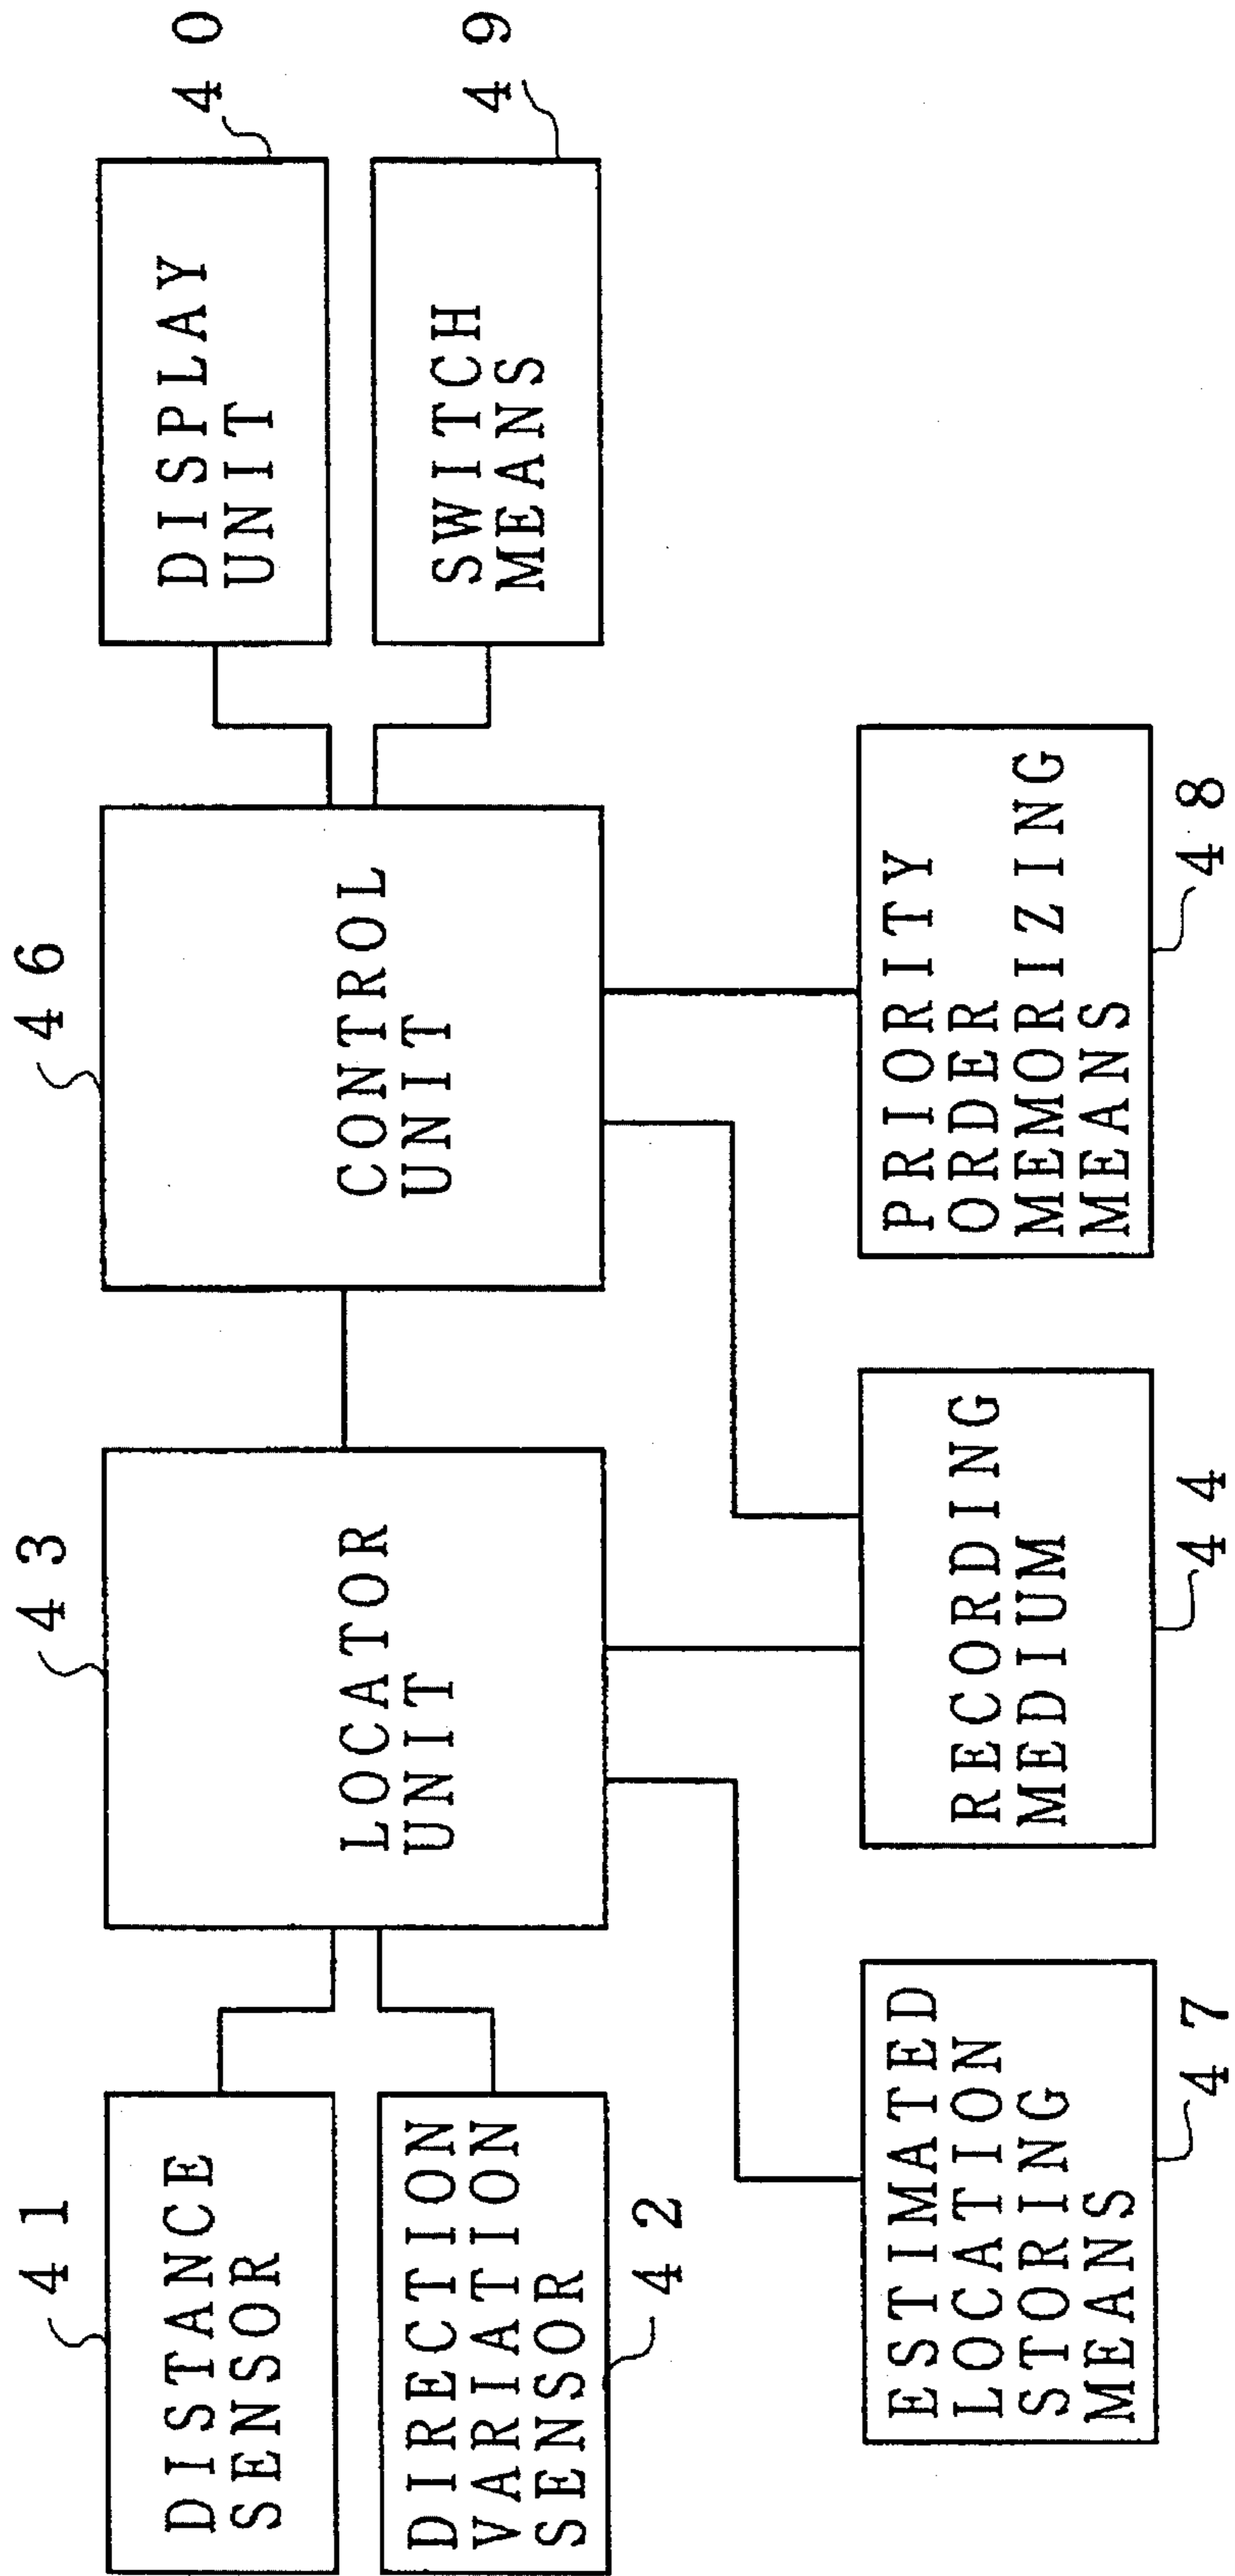 41
DISTANCE
SENSOR
DIRECTION
VARIATION
SENSOR
42
43
LOCATOR
UNIT
46
CONTROL
UNIT
DISPLAY
UNIT
40
SWITCH
MEANS
49
ESTIMATED
LOCATION
STORING
MEANS
47
RECORDING
MEDIUM
44
PRIORITY
ORDER
MEMORIZING
MEANS
48